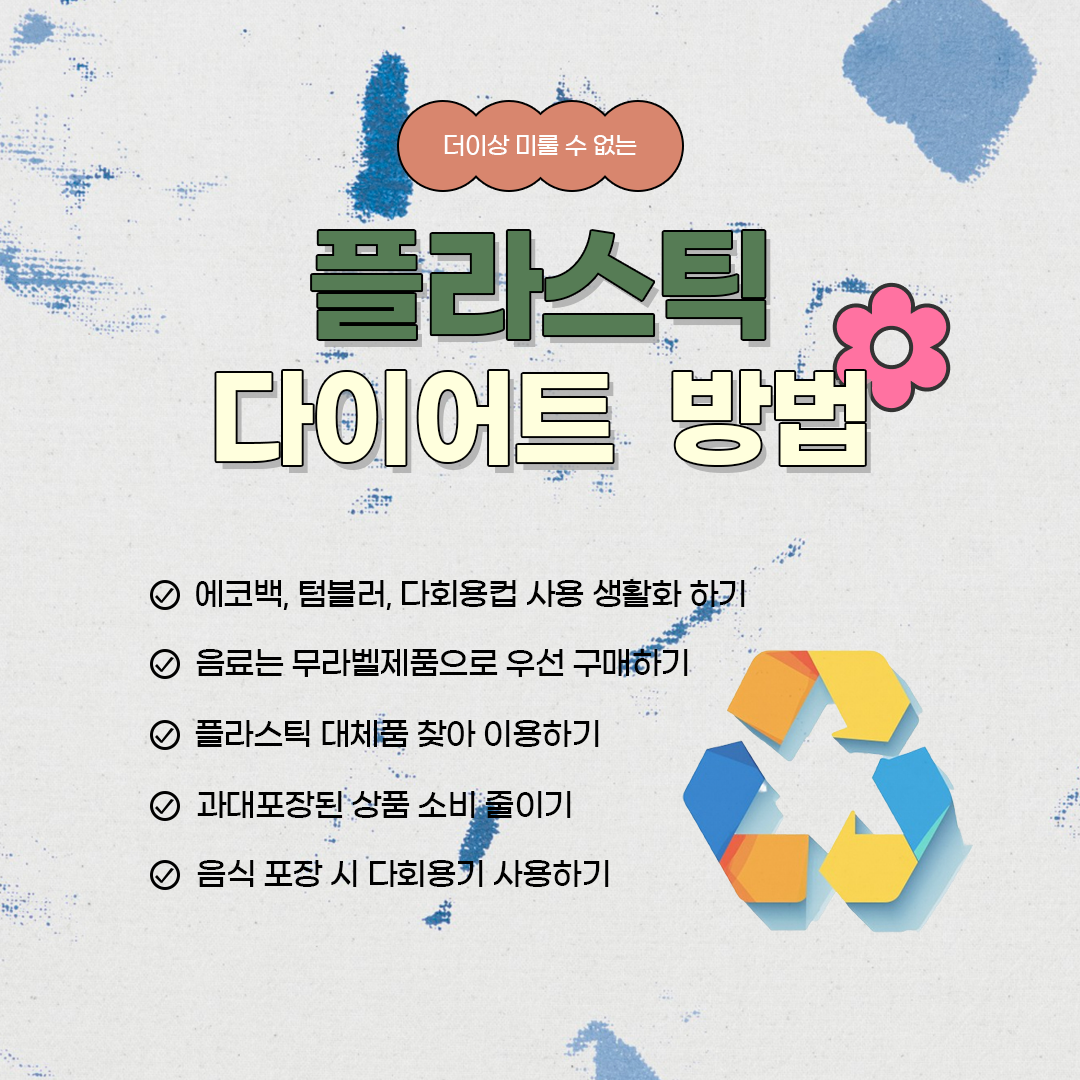 더이상 미룰 수 없는
플라스틱
다이어트 방법
에코백, 텀블러, 다회용컵 사용 생활화 하기
음료는 무라벨제품으로 우선 구매하기
플라스틱 대체품 찾아 이용하기
과대포장된 상품 소비 줄이기
음식 포장 시 다회용기 사용하기